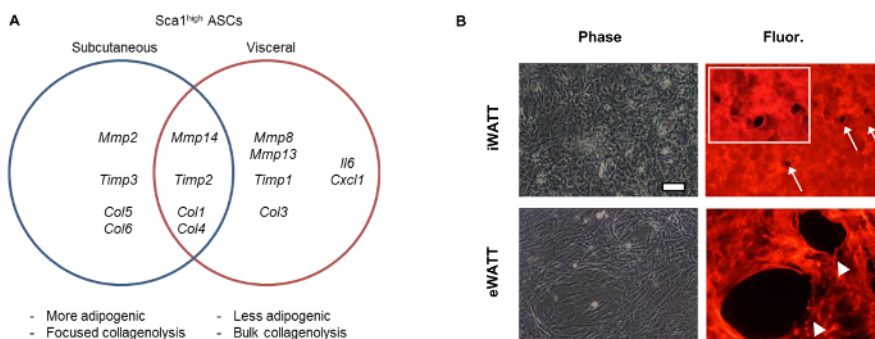 A
Sca1high ASCs
Subcutaneous
Visceral
Mmp2
Mmp14
Mmp8
Mmp13
Il6
Cxcl1
Timp3
Timp2
Timp1
Col5
Col6
Col1
Col4
Col3
- More adipogenic
- Focused collagenolysis
- Less adipogenic
- Bulk collagenolysis
B
Phase
Fluor.
iWATT
eWATT